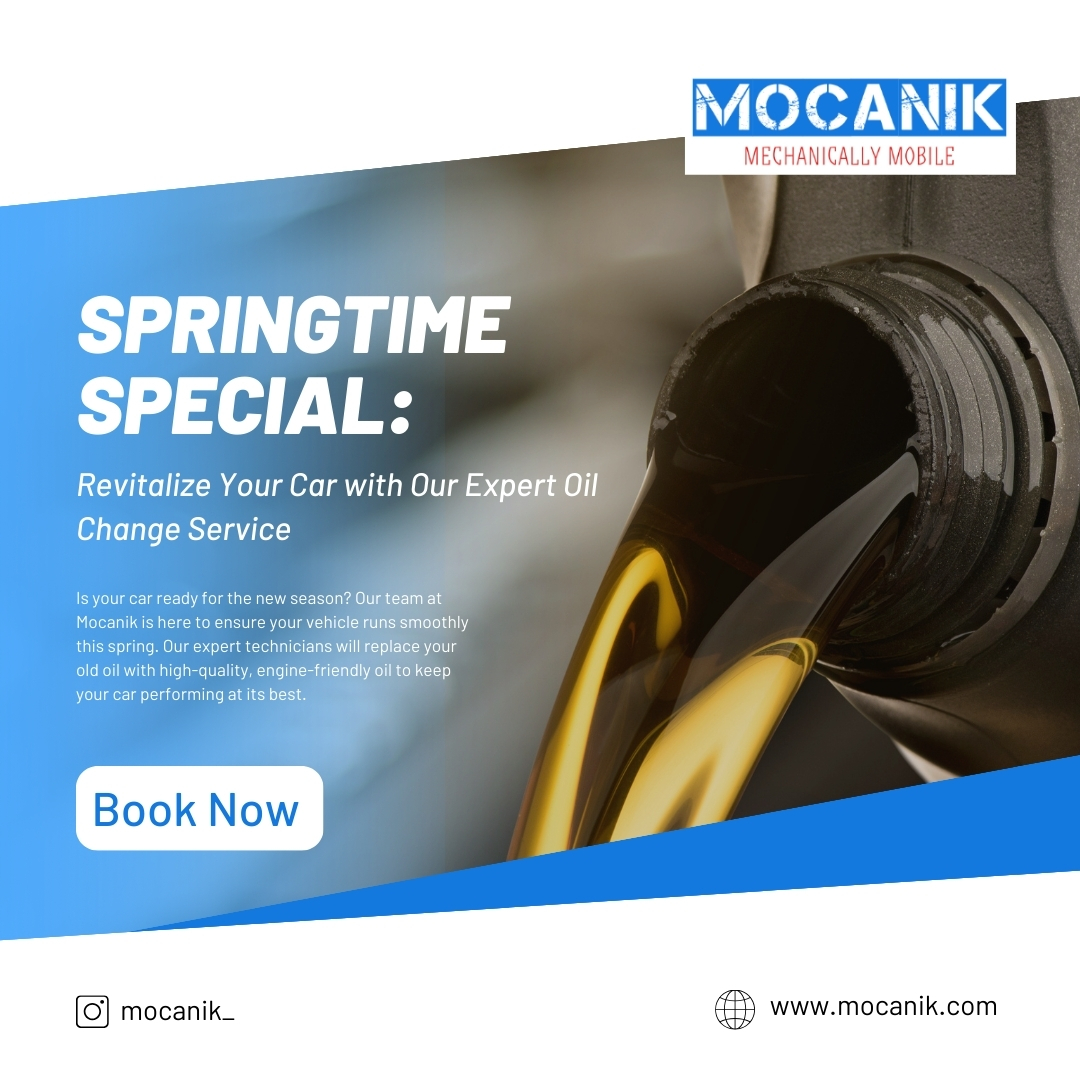 MOCANIK
MECHANICALLY MOBILE
SPRINGTIME
SPECIAL:
Revitalize Your Car with Our Expert Oil
Change Service
Is your car ready for the new season? Our team at
Mocanik is here to ensure your vehicle runs smoothly
this spring. Our expert technicians will replace your
old oil with high-quality, engine-friendly oil to keep
your car performing at its best.
Book Now
mocanik_
www.mocanik.com